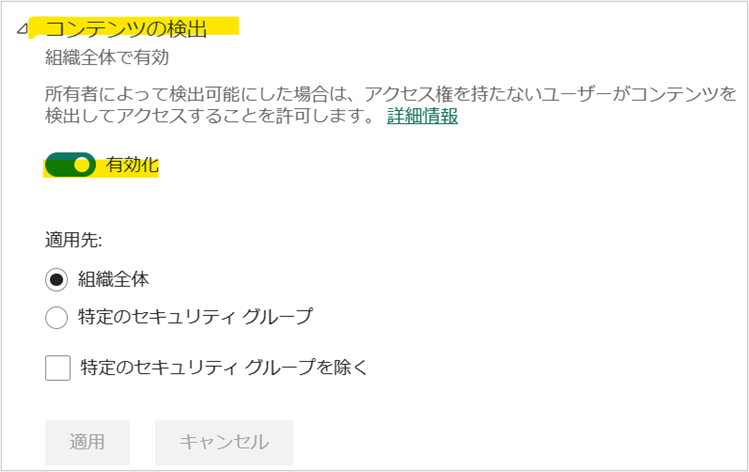 コンテンツの検出
組織全体で有効
所有者によって検出可能にした場合は、アクセス権を持たないユーザーがコンテンツを
検出してアクセスすることを許可します。 詳細情報
有効化
適用先:
組織全体
特定のセキュリティ グループ
特定のセキュリティ グループを除く
適用 キャンセル